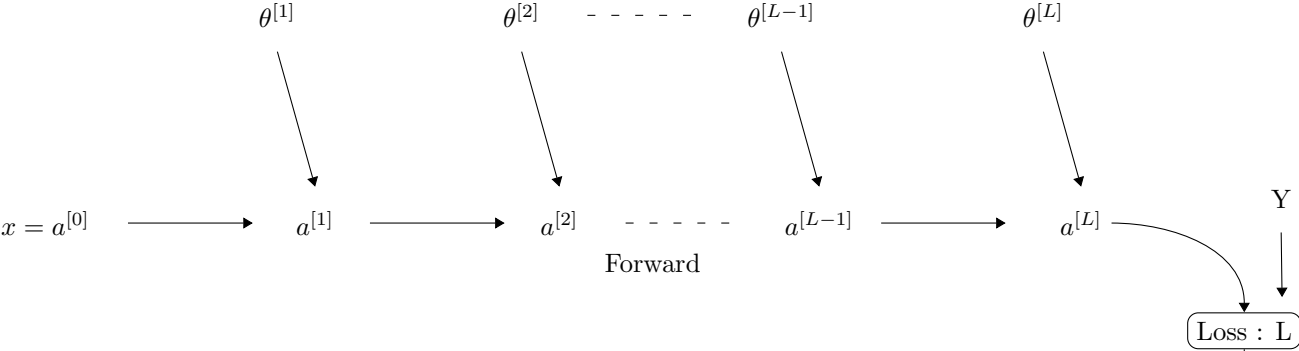 θ^[1] θ^[2] θ^[L−1] θ^[L]
Y
x = a^[0] a^[1] a^[2] a^[L−1] a^[L]
Forward
Loss : L